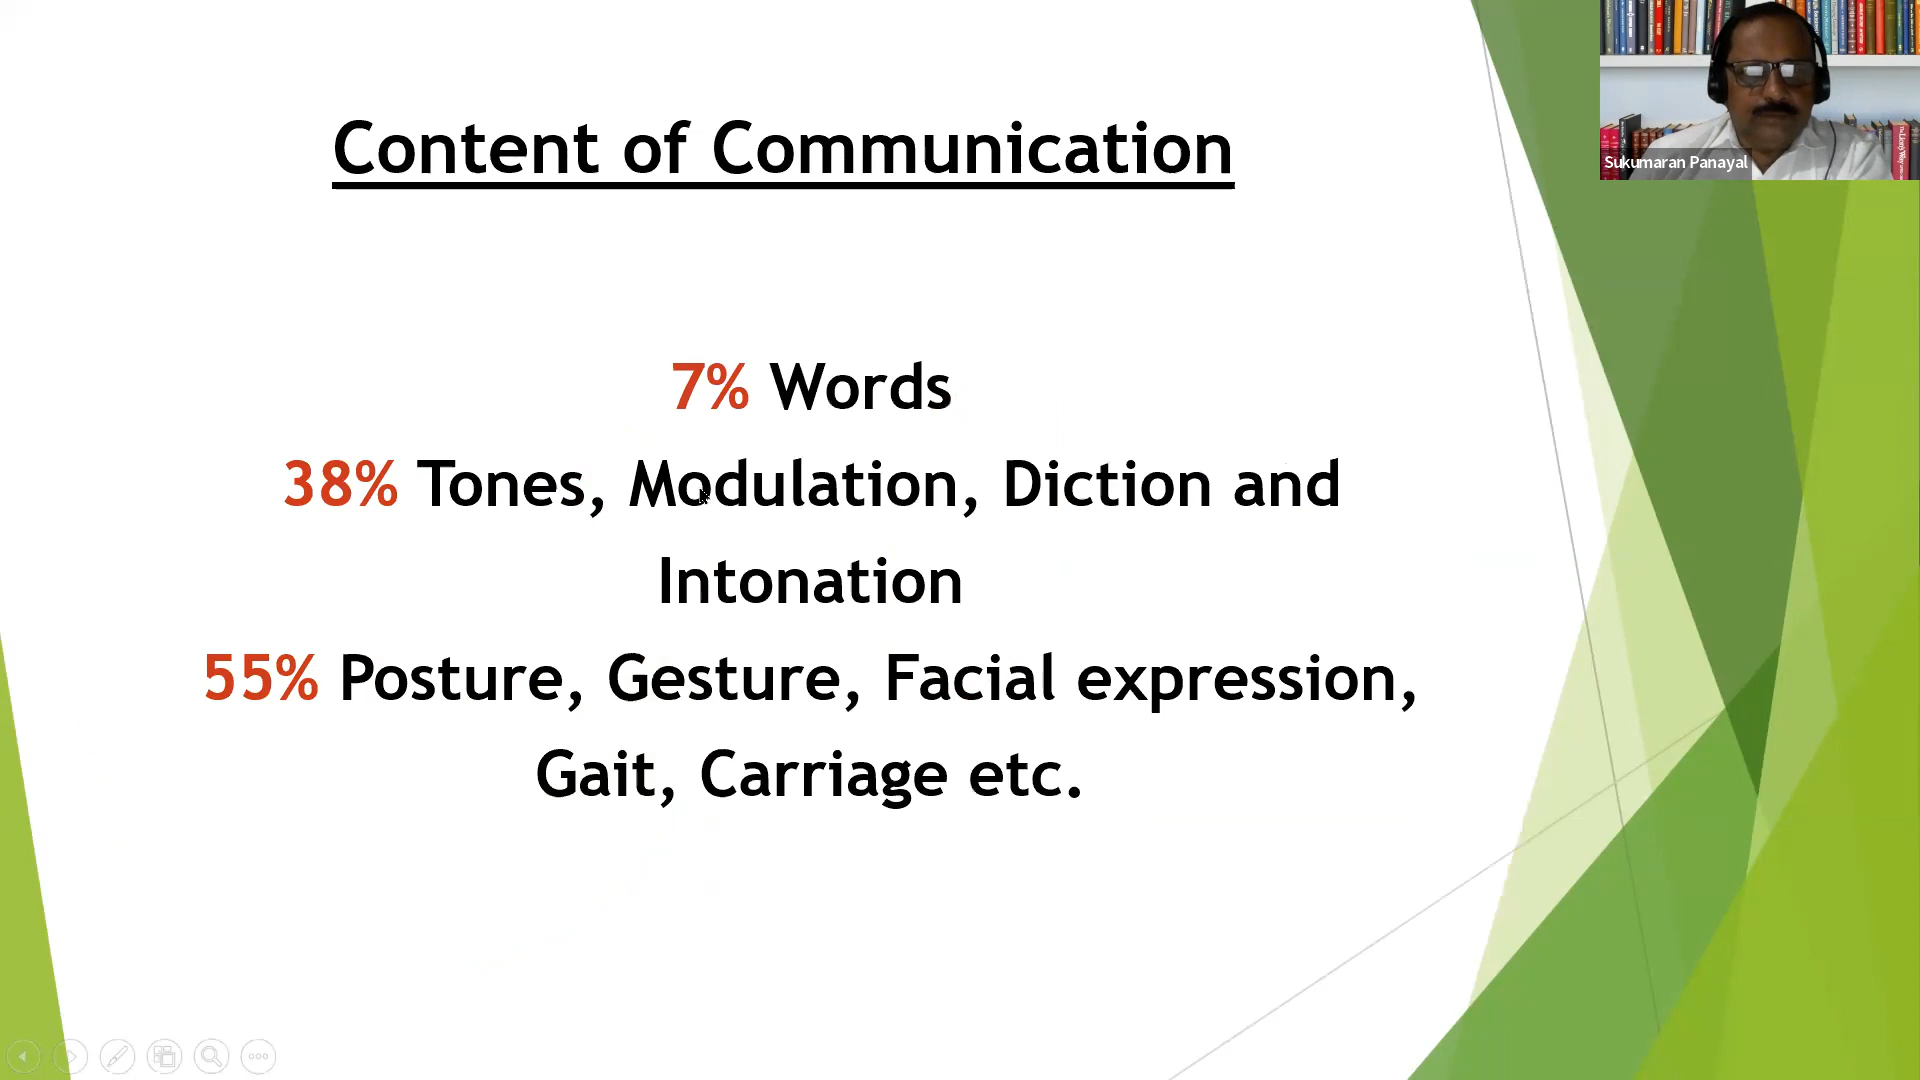 Content of Communication
7% Words
38% Tones, Modulation, Diction and
Intonation
55% Posture, Gesture, Facial expression,
Gait, Carriage etc.
Sukumaran Panayal